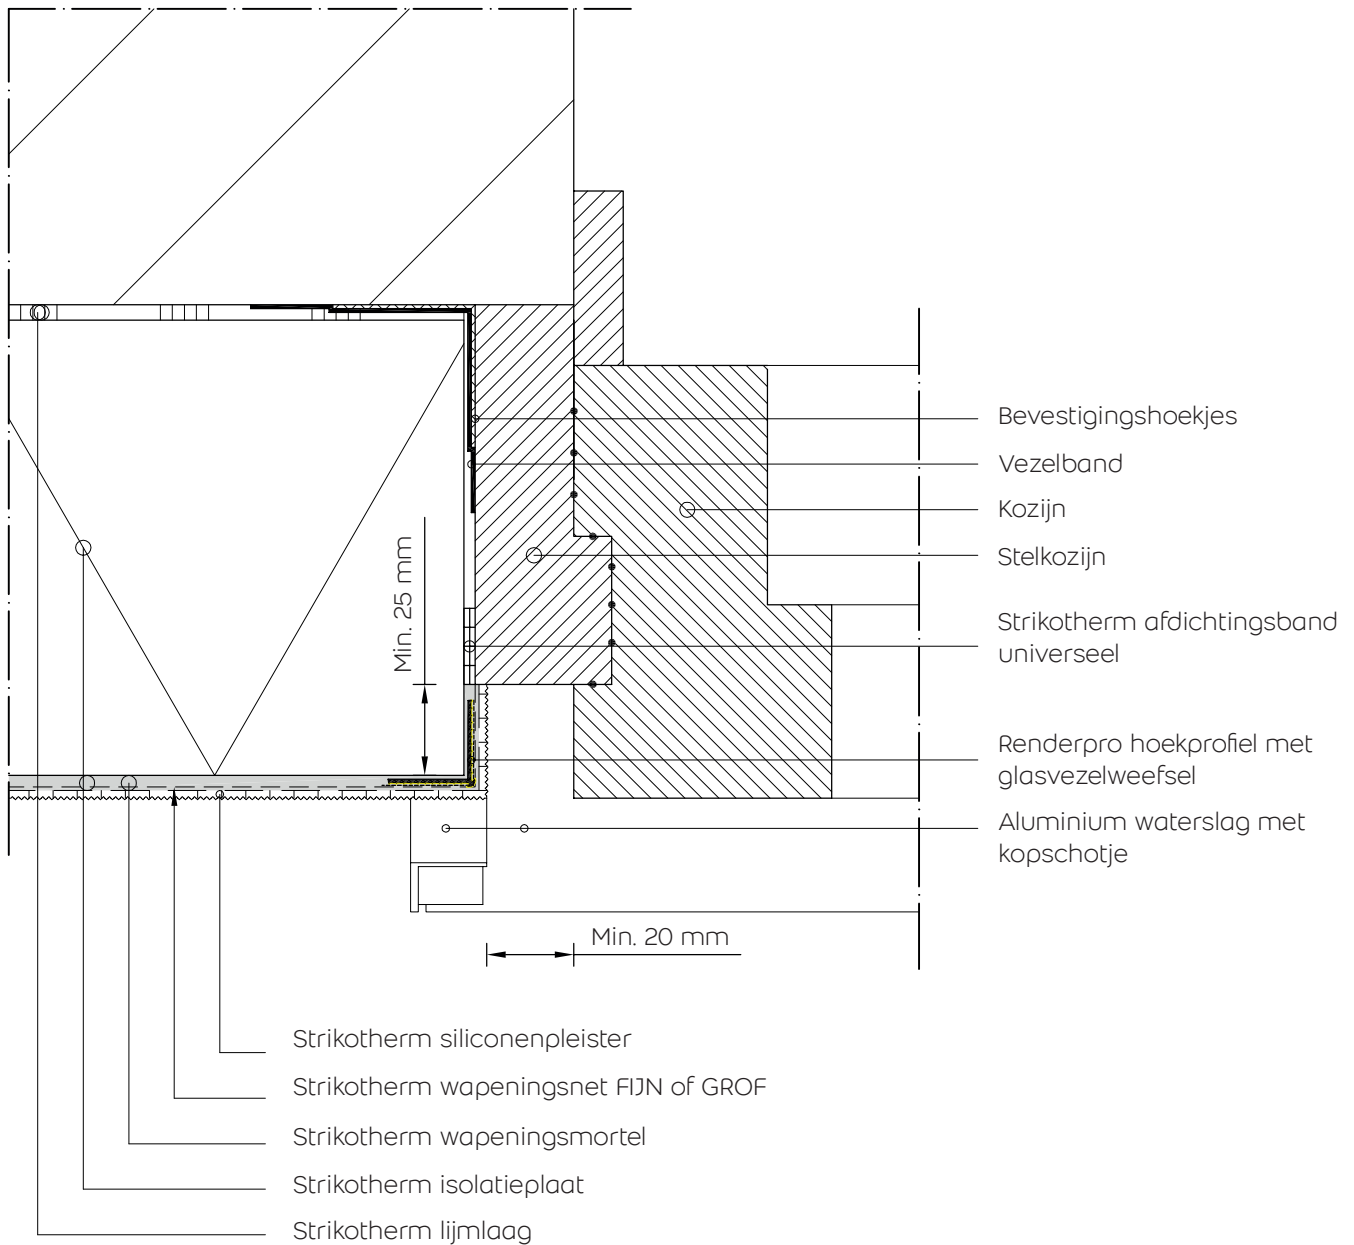 Bevestigingshoekjes
Vezelband
Kozijn
Stelkozijn
Min. 25 mm
Strikotherm afdichtingsband
universeel
Renderpro hoekprofiel met
glasvezelweefsel
Aluminium waterslag met
kopschotje
Min. 20 mm
Strikotherm siliconenpleister
Strikotherm wapeningsnet FIJN of GROF
Strikotherm wapeningsmortel
Strikotherm isolatieplaat
Strikotherm lijmlaag